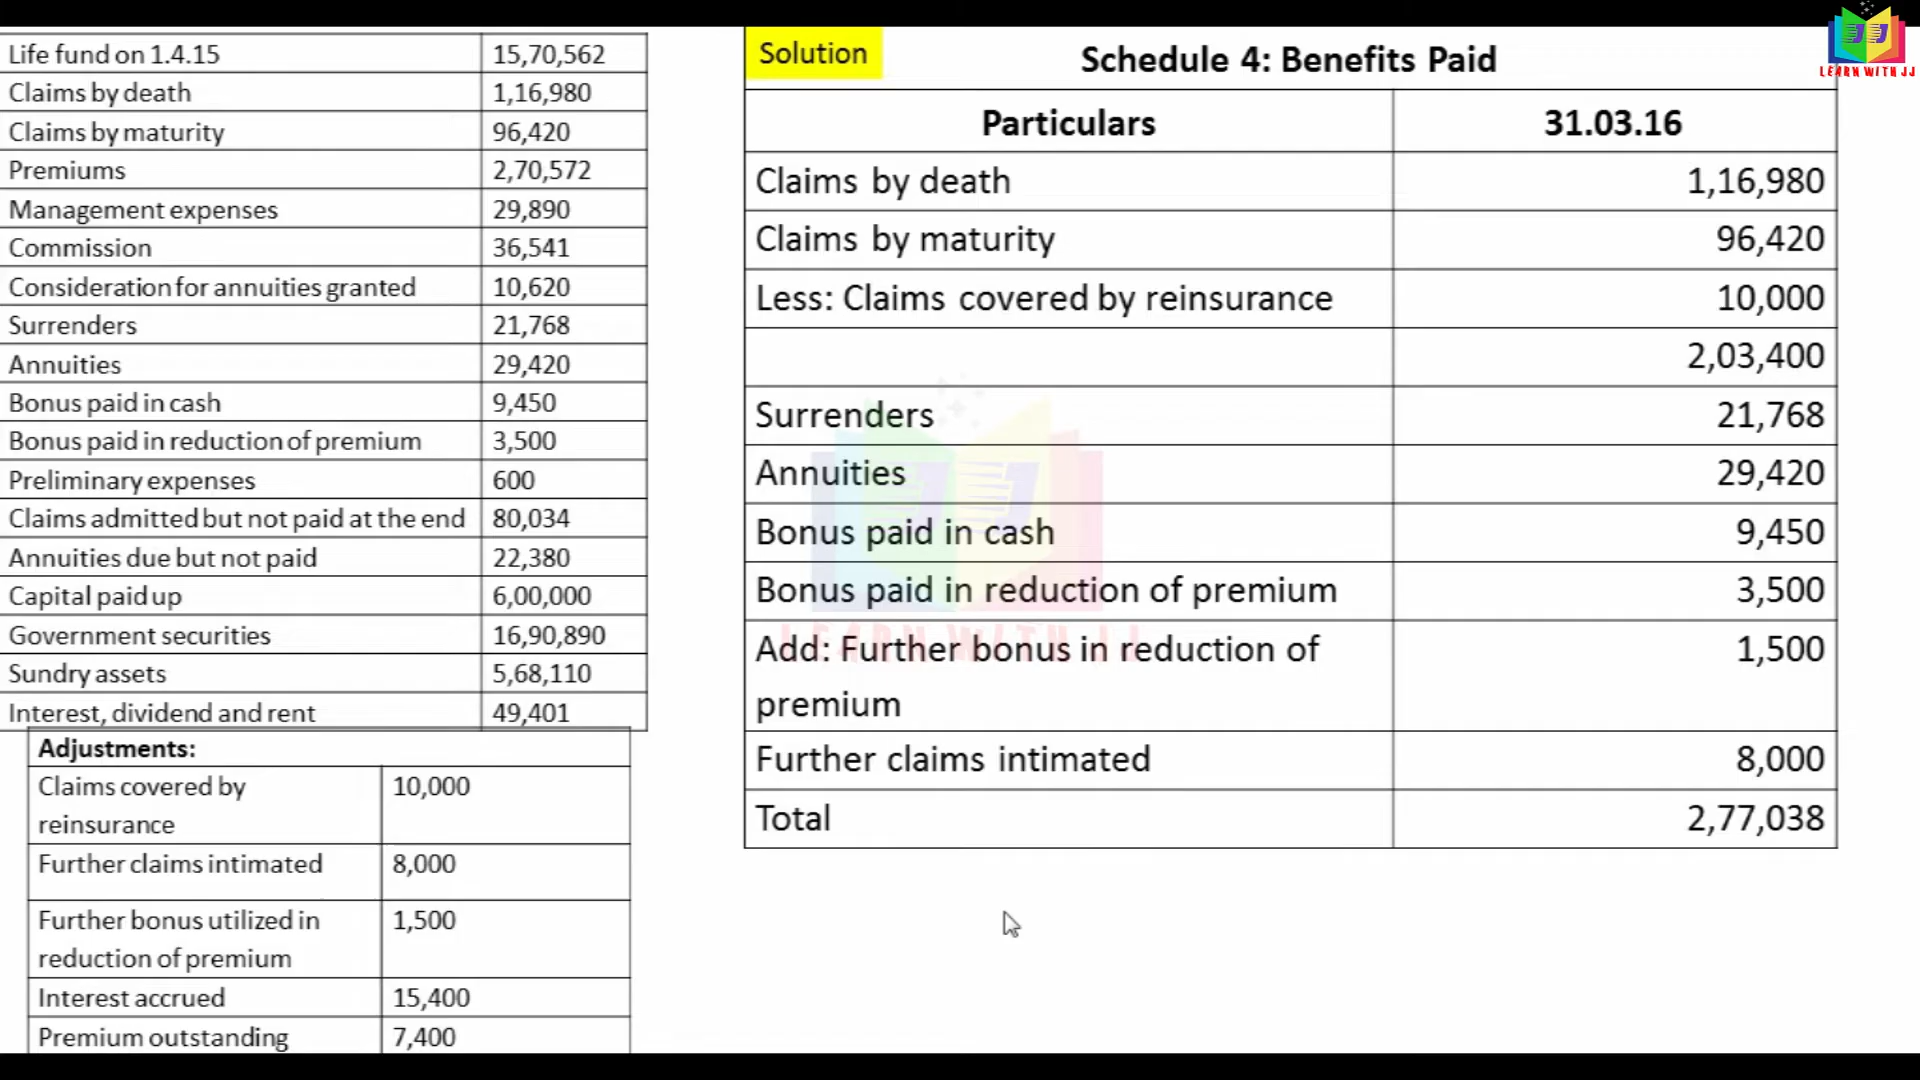 Life fund on 1.4.15 15,70,562
Claims by death 1,16,980
Claims by maturity 96,420
Premiums 2,70,572
Management expenses 29,890
Commission 36,541
Consideration for annuities granted 10,620
Surrenders 21,768
Annuities 29,420
Bonus paid in cash 9,450
Bonus paid in reduction of premium 3,500
Preliminary expenses 600
Claims admitted but not paid at the end 80,034
Annuities due but not paid 22,380
Capital paid up 6,00,000
Government securities 16,90,890
Sundry assets 5,68,110
Interest, dividend and rent 49,401
Adjustments:
Claims covered by 10,000
reinsurance
Further claims intimated 8,000
Further bonus utilized in 1,500
reduction of premium
Interest accrued 15,400
Premium outstanding 7,400
Solution
Schedule 4: Benefits Paid
Particulars 31.03.16
Claims by death 1,16,980
Claims by maturity 96,420
Less: Claims covered by reinsurance 10,000
2,03,400
Surrenders 21,768
Annuities 29,420
Bonus paid in cash 9,450
Bonus paid in reduction of premium 3,500
Add: Further bonus in reduction of 1,500
premium
Further claims intimated 8,000
Total 2,77,038
JJ
LEARN WITH JJ
JJ
LEARN WITH JJ